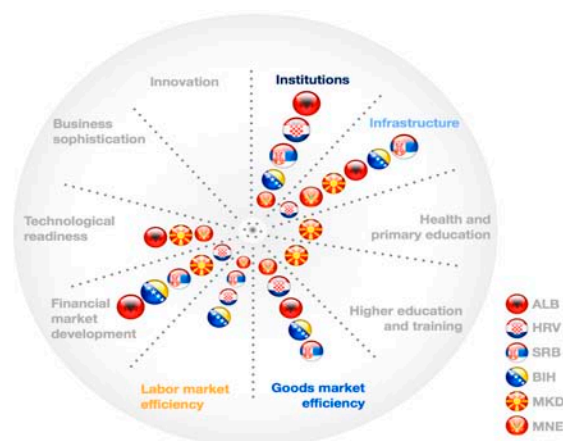 Innovation
Institutions
Business
sophistication
Infrastructure
Technological
readiness
Health and
primary education
Financial
market
development
Higher education
and training
Labor market
efficiency
Goods market
efficiency
ALB
HRV
SRB
BIH
MKD
MNE